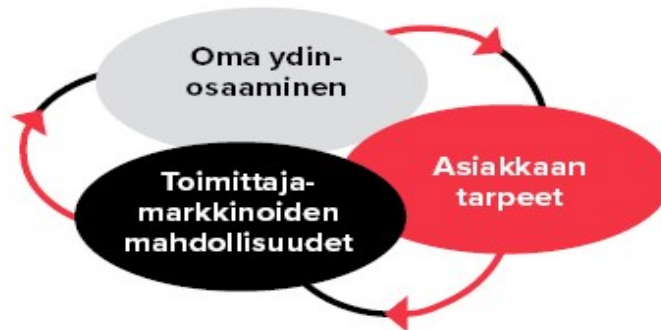 Oma ydin-
osaaminen
Asiakkaan
tarpeet
Toimittaja-
markkinoiden
mahdollisuudet